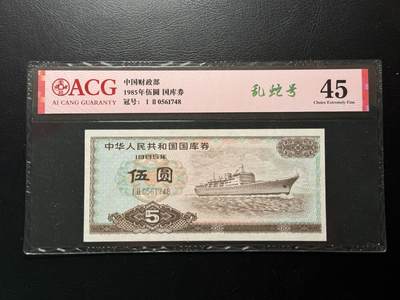 ACG
AI CANG GUARANTY
中国财政部
1985年伍圆 国库券
冠号: I II 0561748
乱蛇号
45
Choice Extremely Fine
中华人民共和国国库券
1985年
伍圆
I II 0561748
5